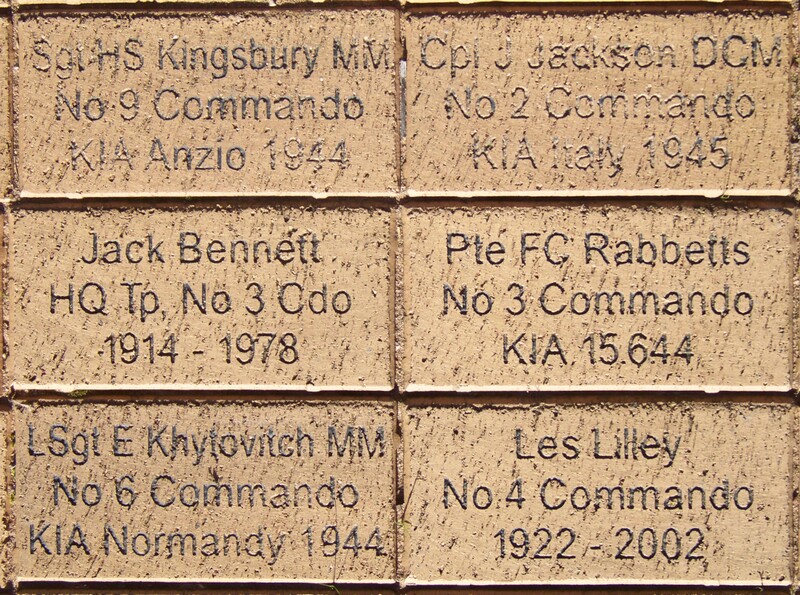 Sgt HS Kingsbury MM
No 9 Commando
KIA Anzio 1944
Cpl J Jackson DCM
No 2 Commando
KIA Italy 1945
Jack Bennett
HQ Tp, No 3 Cdo
1914 - 1978
Pte FC Rabbetts
No 3 Commando
KIA 15.6.44
LSgt E Khytovitch MM
No 6 Commando
KIA Normandy 1944
Les Lilley
No 4 Commando
1922 - 2002